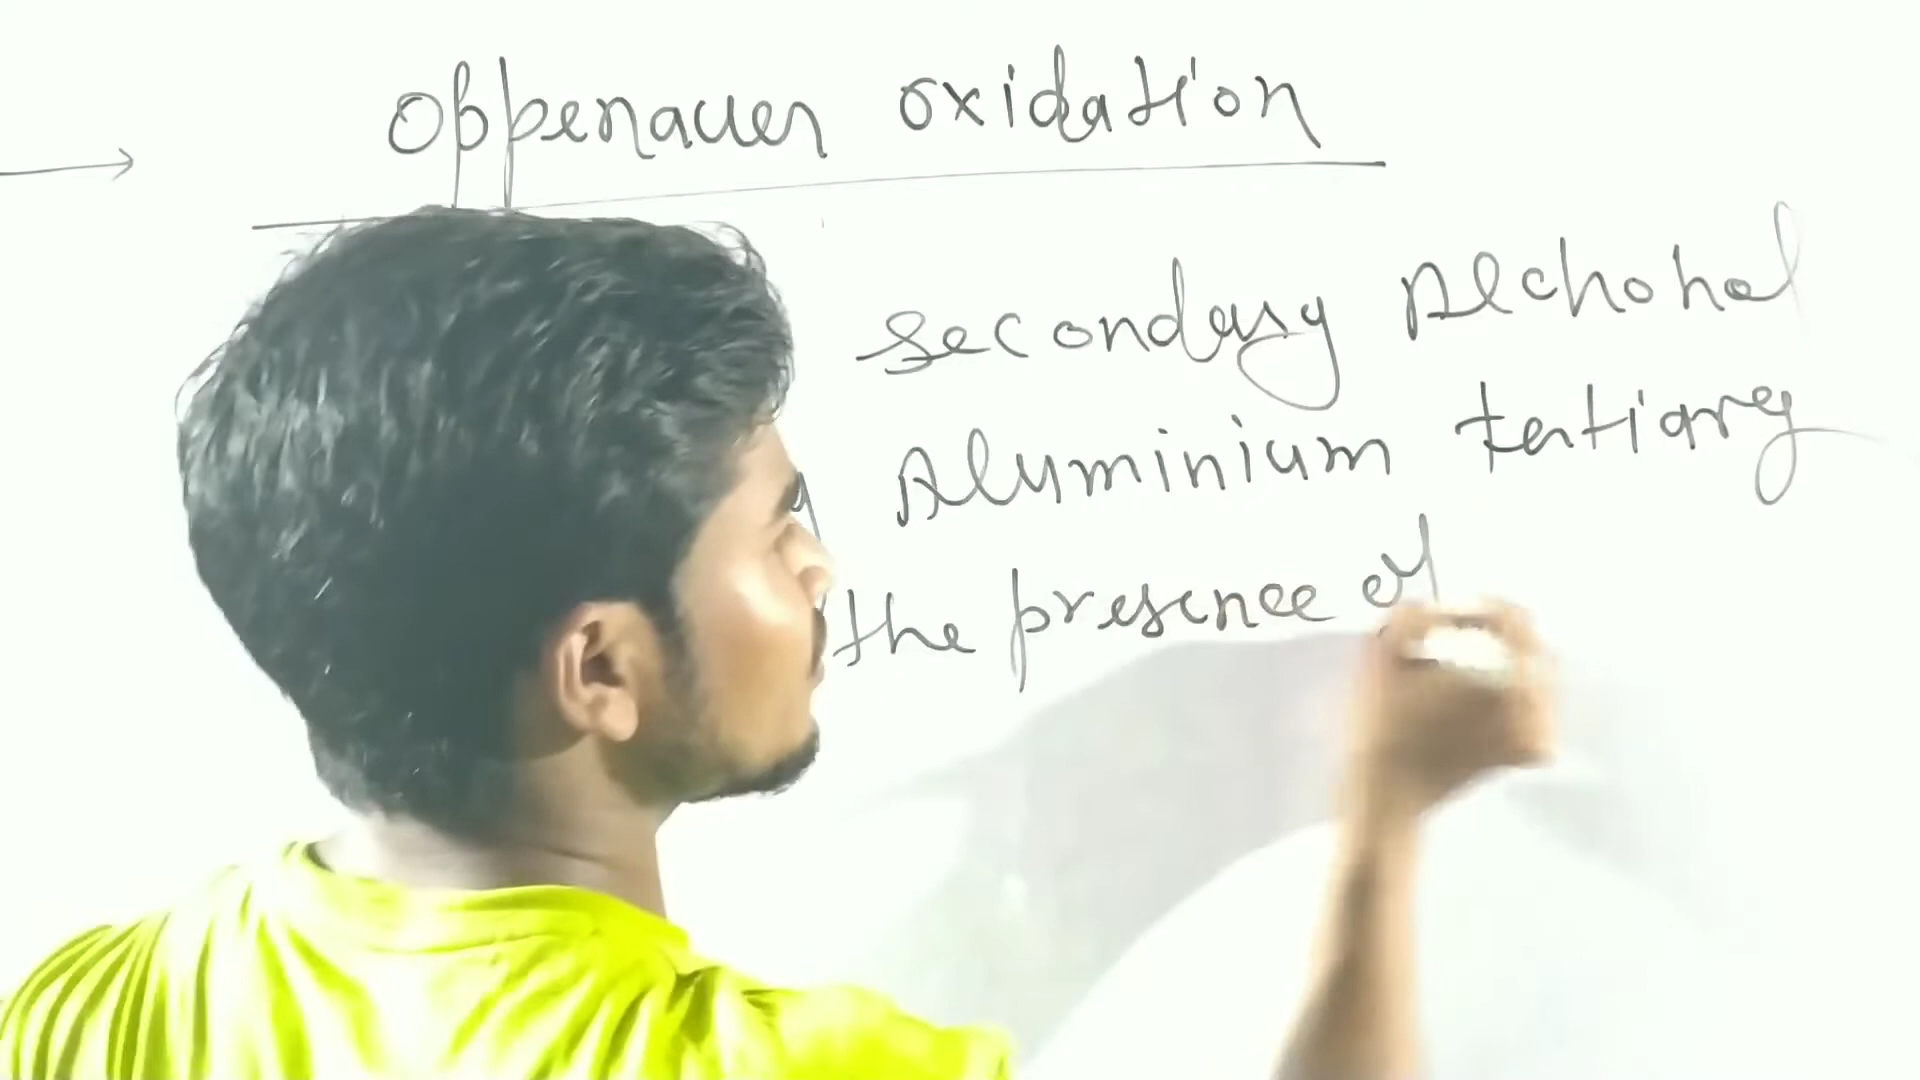 Oppenauer oxidation
secondary Alchohal
Aluminium tertiary
the presence of